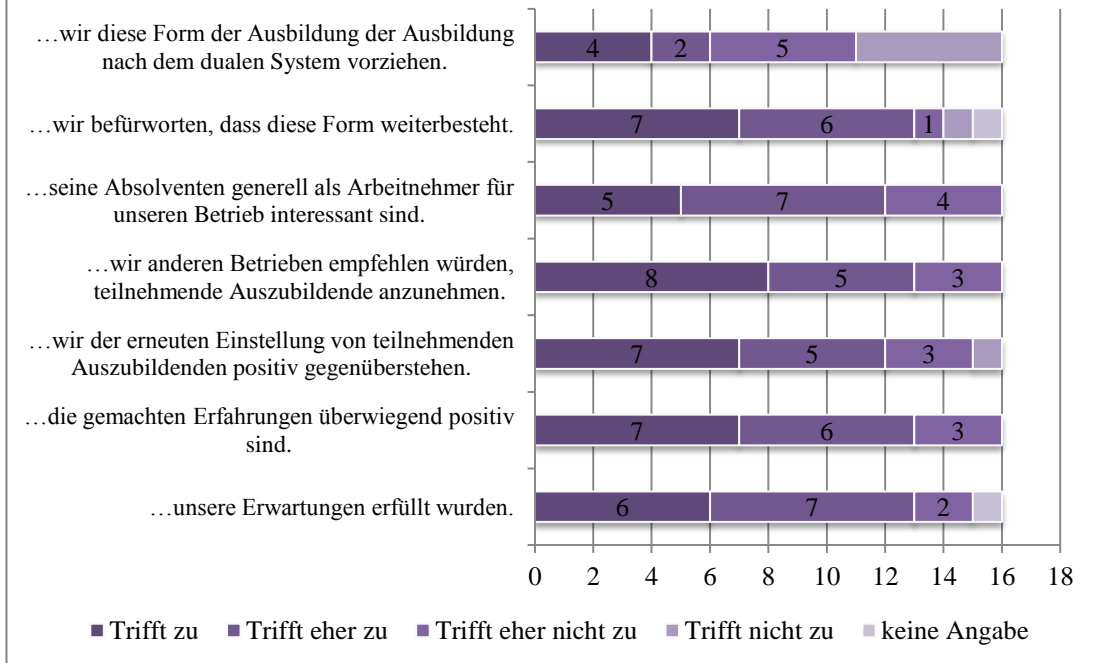 …wir diese Form der Ausbildung der Ausbildung
nach dem dualen System vorziehen.
4 2 5
…wir befürworten, dass diese Form weiterbesteht.
7 6 1
…seine Absolventen generell als Arbeitnehmer für
unseren Betrieb interessant sind.
5 7 4
…wir anderen Betrieben empfehlen würden,
teilnehmende Auszubildende anzunehmen.
8 5 3
…wir der erneuten Einstellung von teilnehmenden
Auszubildenden positiv gegenüberstehen.
7 5 3
…die gemachten Erfahrungen überwiegend positiv
sind.
7 6 3
…unsere Erwartungen erfüllt wurden.
6 7 2
0 2 4 6 8 10 12 14 16 18
Trifft zu Trifft eher zu Trifft eher nicht zu Trifft nicht zu keine Angabe